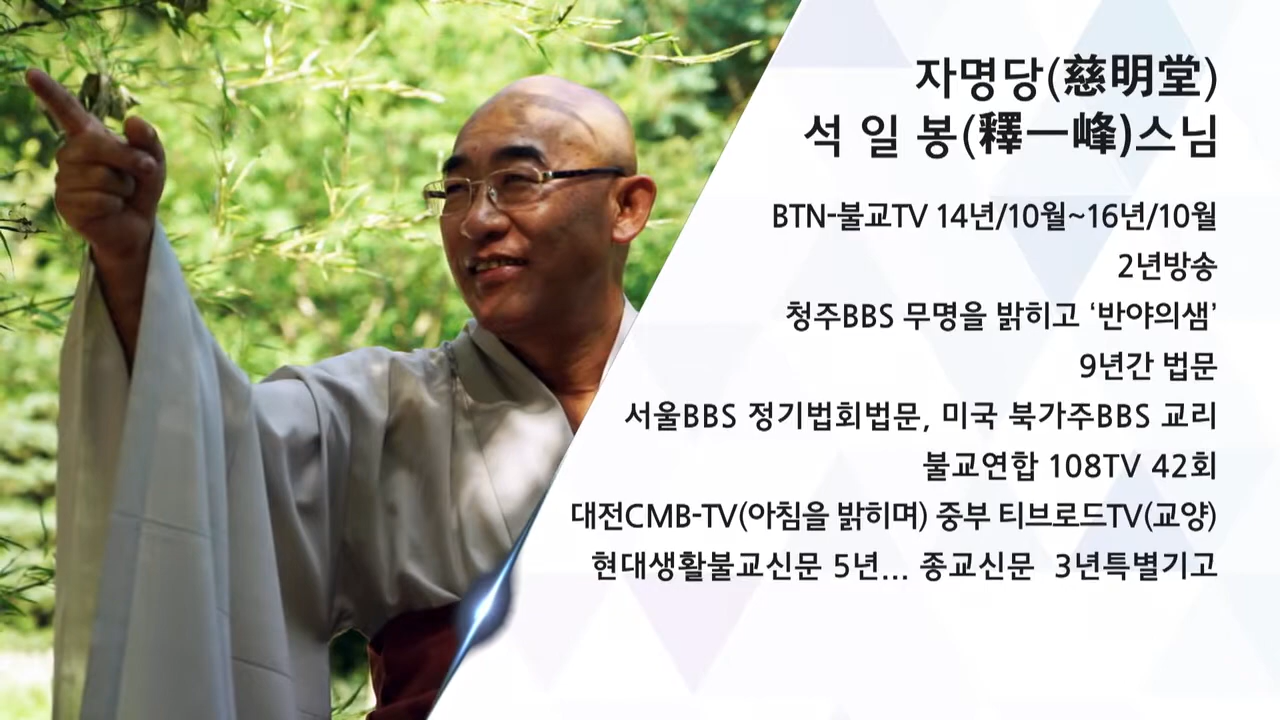 자명당(慈明堂)
석 일 봉(釋一峰)스님
BTN-불교TV 14년/10월~16년/10월
2년방송
청주BBS 무명을 밝히고 ‘반야의샘’
9년간 법문
서울BBS 정기법회법문, 미국 북가주BBS 교리
불교연합 108TV 42회
대전CMB-TV(아침을 밝히며) 중부 티브로드TV(교양)
현대생활불교신문 5년... 종교신문  3년특별기고